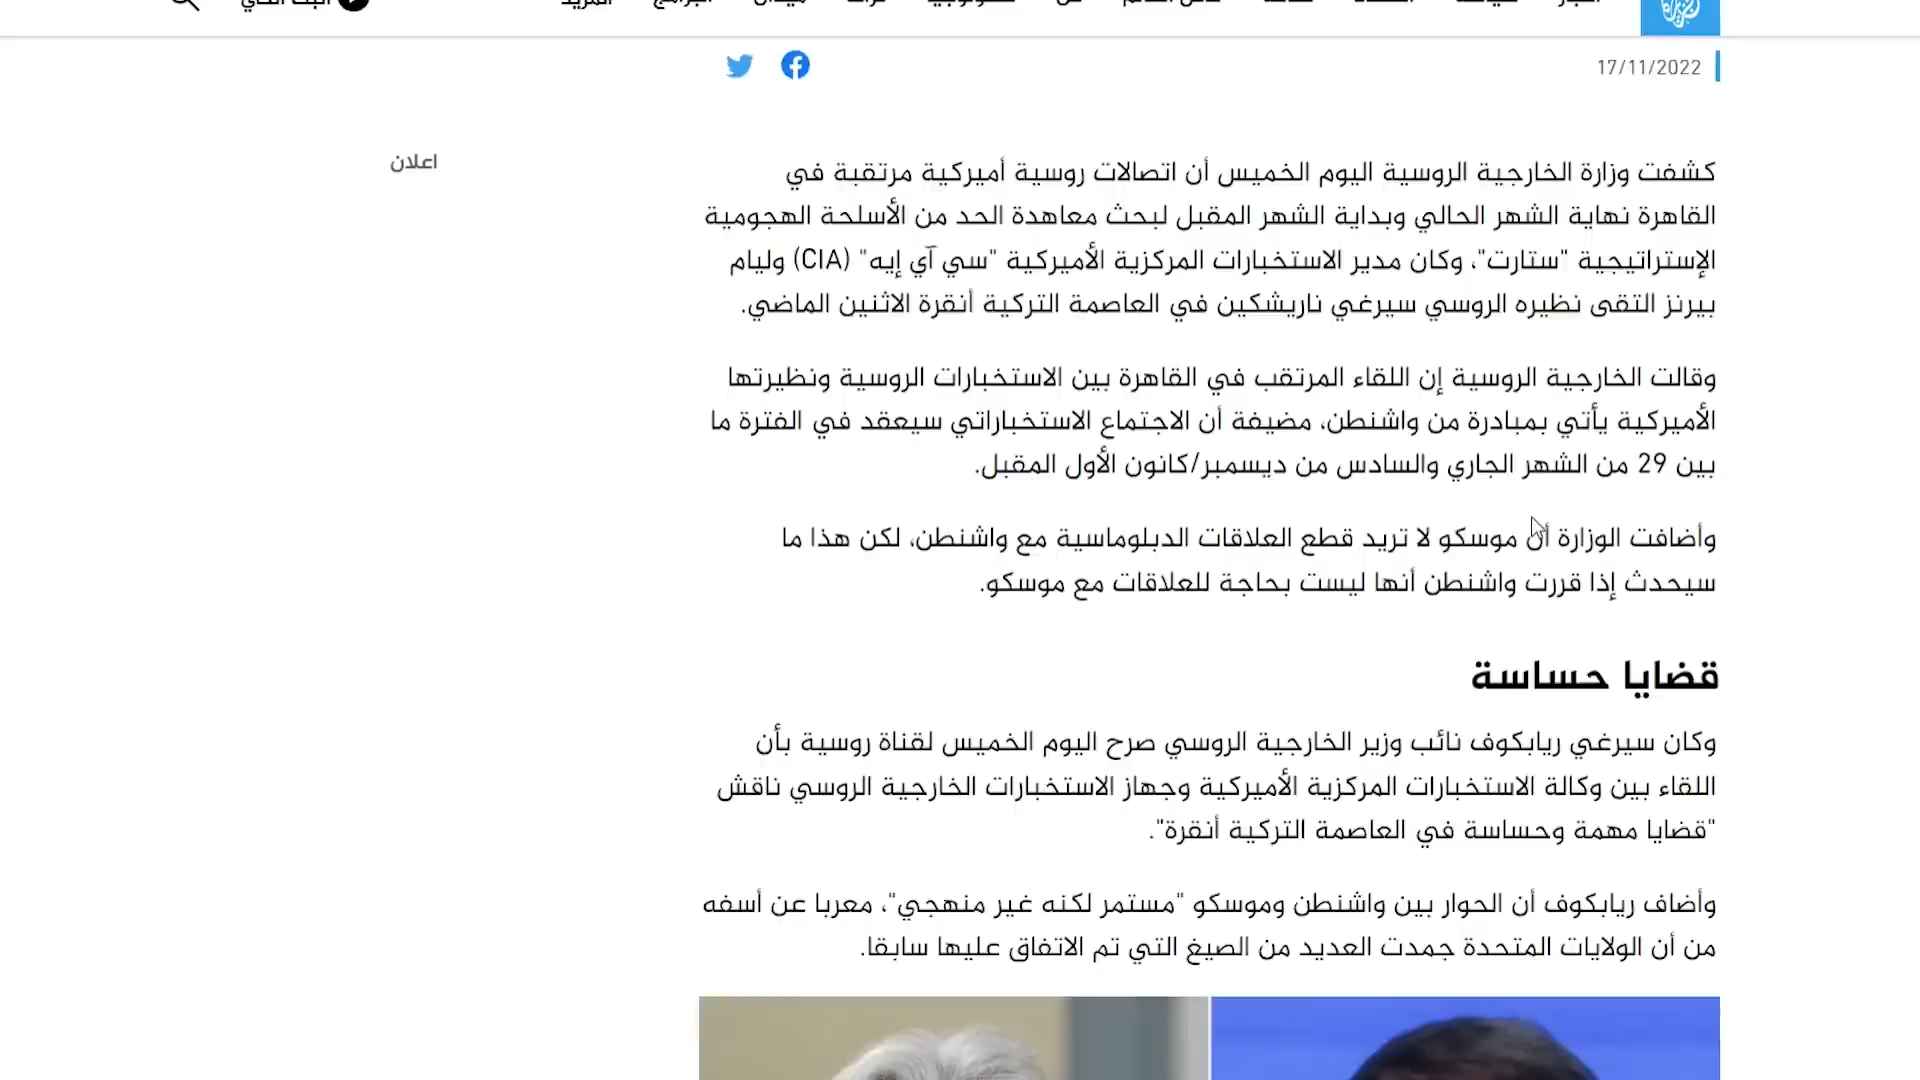 17/11/2022
اعلان
كشفت وزارة الخارجية الروسية اليوم الخميس أن اتصالات روسية أميركية مرتقبة في
القاهرة نهاية الشهر الحالي وبداية الشهر المقبل لبحث معاهدة الحد من الأسلحة الهجومية
الإستراتيجية "ستارت"، وكان مدير الاستخبارات المركزية الأميركية "سي آي إيه" (CIA) وليام
بيرنز التقى نظيره الروسي سيرغي ناريشكين في العاصمة التركية أنقرة الاثنين الماضي.
وقالت الخارجية الروسية إن اللقاء المرتقب في القاهرة بين الاستخبارات الروسية ونظيرتها
الأميركية يأتي بمبادرة من واشنطن، مضيفة أن الاجتماع الاستخباراتي سيعقد في الفترة ما
بين 29 من الشهر الجاري والسادس من ديسمبر/كانون الأول المقبل.
وأضافت الوزارة أن موسكو لا تريد قطع العلاقات الدبلوماسية مع واشنطن، لكن هذا ما
سيحدث إذا قررت واشنطن أنها ليست بحاجة للعلاقات مع موسكو.
قضايا حساسة
وكان سيرغي ريابكوف نائب وزير الخارجية الروسي صرح اليوم الخميس لقناة روسية بأن
اللقاء بين وكالة الاستخبارات المركزية الأميركية وجهاز الاستخبارات الخارجية الروسي ناقش
"قضايا مهمة وحساسة في العاصمة التركية أنقرة".
وأضاف ريابكوف أن الحوار بين واشنطن وموسكو "مستمر لكنه غير منهجي"، معربا عن أسفه
من أن الولايات المتحدة جمدت العديد من الصيغ التي تم الاتفاق عليها سابقا.